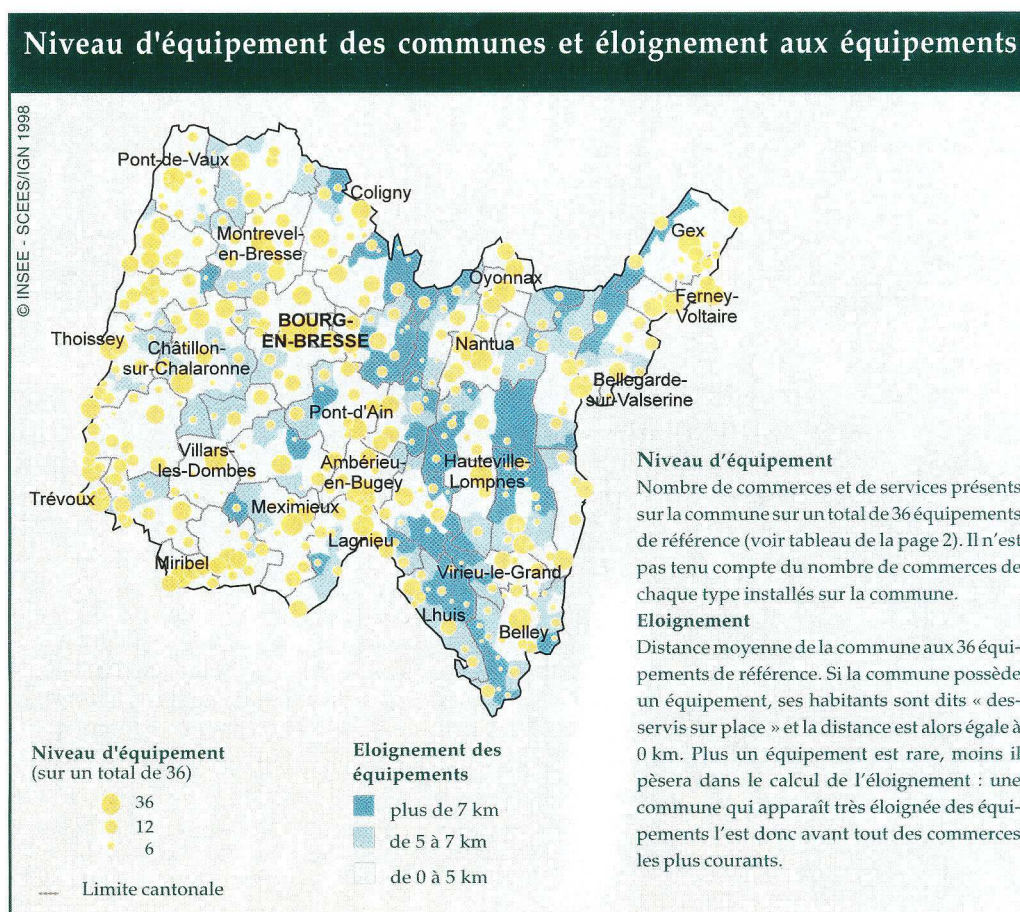 Niveau d'équipement des communes et éloignement aux équipements
© INSEE - SCEES/IGN 1998
Pont-de-Vaux
Coligny
Montrevel-
en-Bresse
Gex
Oyonnax
Ferney-
Voltaire
BOURG-
EN-BRESSE
Thoissey
Châtillon-
sur-Chalaronne
Nantua
Bellegarde-
sur-Valserine
Pont-d'Ain
Villars-
les-Dombes
Ambérieu-
en-Bugey
Hauteville-
Lompnes
Trévoux
Meximieux
Lagnieu
Miribel
Virieu-le-Grand
Lhuis
Belley
Niveau d'équipement
(sur un total de 36)
36
12
6
Limite cantonale
Eloignement des
équipements
plus de 7 km
de 5 à 7 km
de 0 à 5 km
Niveau d'équipement
Nombre de commerces et de services présents
sur la commune sur un total de 36 équipements
de référence (voir tableau de la page 2). Il n'est
pas tenu compte du nombre de commerces de
chaque type installés sur la commune.
Eloignement
Distance moyenne de la commune aux 36 équi-
pements de référence. Si la commune possède
un équipement, ses habitants sont dits « des-
servis sur place » et la distance est alors égale à
0 km. Plus un équipement est rare, moins il
pèsera dans le calcul de l'éloignement : une
commune qui apparaît très éloignée des équi-
pements l'est donc avant tout des commerces
les plus courants.